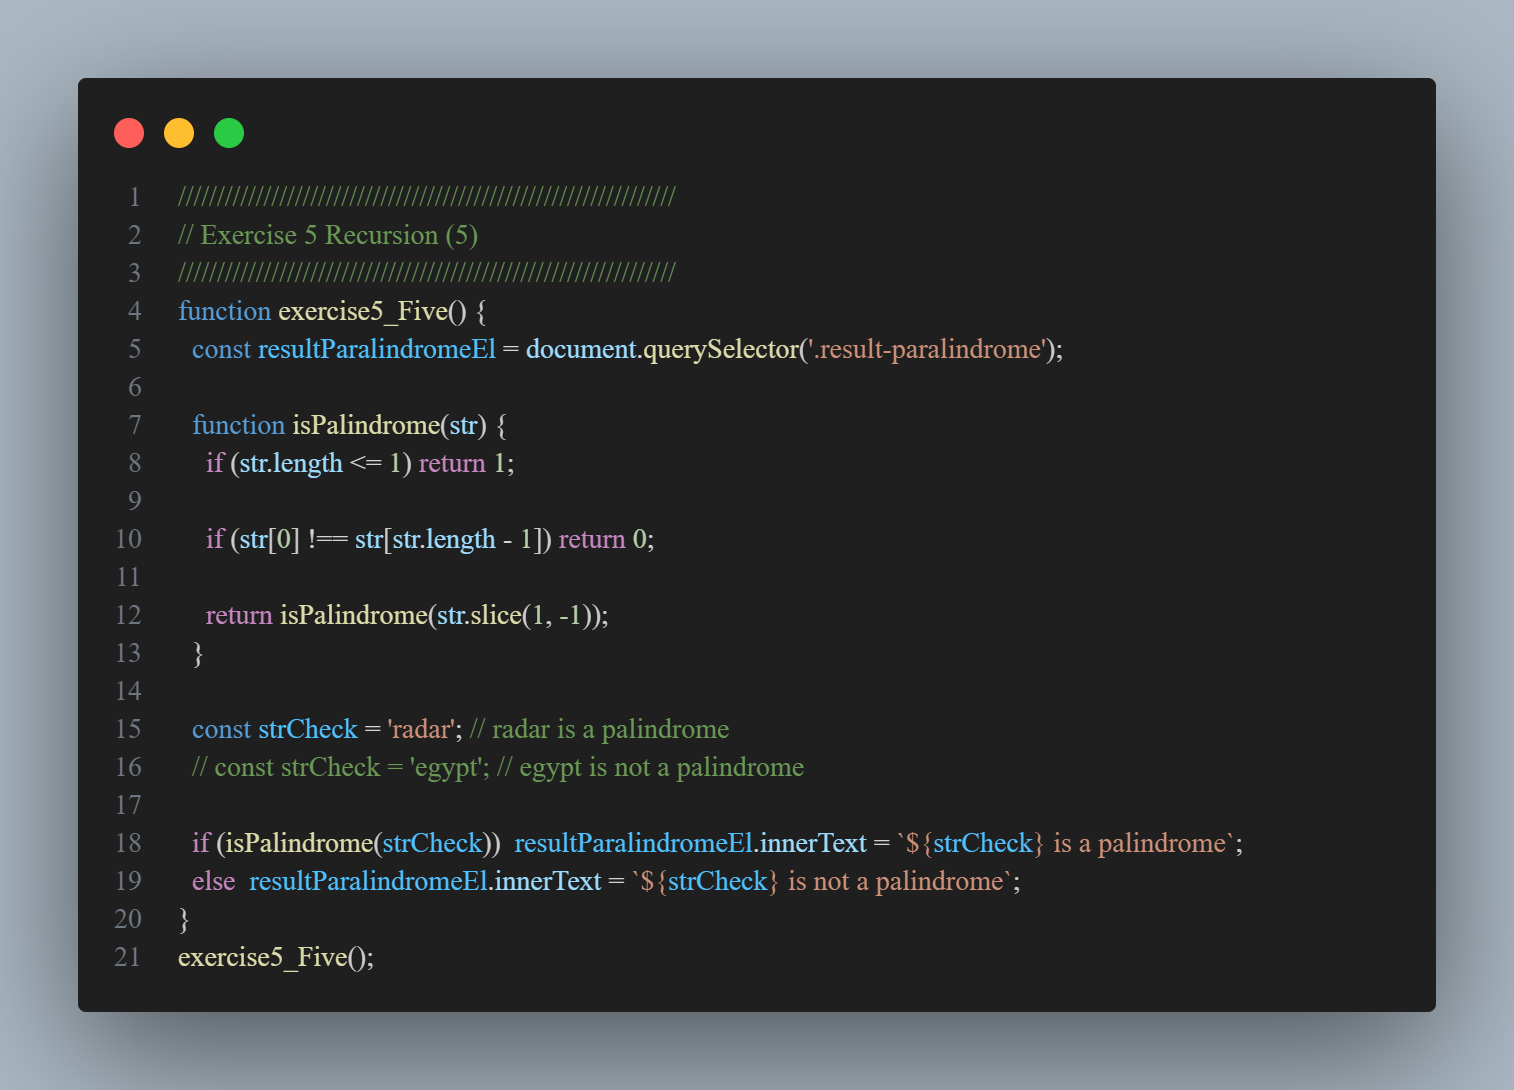 1 ////////////////////////////////////////////////////////////////
2 // Exercise 5 Recursion (5)
3 ////////////////////////////////////////////////////////////////
4 function exercise5_Five() {
5   const resultParalindromeEl = document.querySelector('.result-paralindrome');
6
7   function isPalindrome(str) {
8     if (str.length <= 1) return 1;
9
10     if (str[0] !== str[str.length - 1]) return 0;
11
12     return isPalindrome(str.slice(1, -1));
13   }
14
15   const strCheck = 'radar'; // radar is a palindrome
16   // const strCheck = 'egypt'; // egypt is not a palindrome
17
18   if (isPalindrome(strCheck))  resultParalindromeEl.innerText = `${strCheck} is a palindrome`;
19   else  resultParalindromeEl.innerText = `${strCheck} is not a palindrome`;
20 }
21 exercise5_Five();